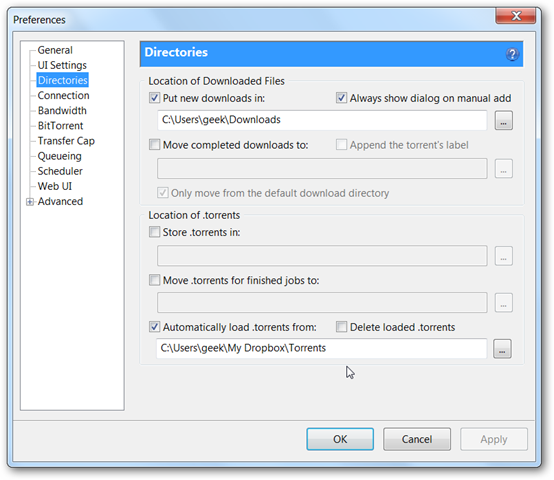 Preferences
General
UI Settings
Directories
Connection
Bandwidth
BitTorrent
Transfer Cap
Queueing
Scheduler
Web UI
Advanced
Directories
Location of Downloaded Files
Put new downloads in: Always show dialog on manual add
C:\Users\geek\Downloads ...
Move completed downloads to: Append the torrent's label
...
Only move from the default download directory
Location of .torrents
Store .torrents in:
...
Move .torrents for finished jobs to:
...
Automatically load .torrents from: Delete loaded .torrents
C:\Users\geek\My Dropbox\Torrents ...
OK Cancel Apply